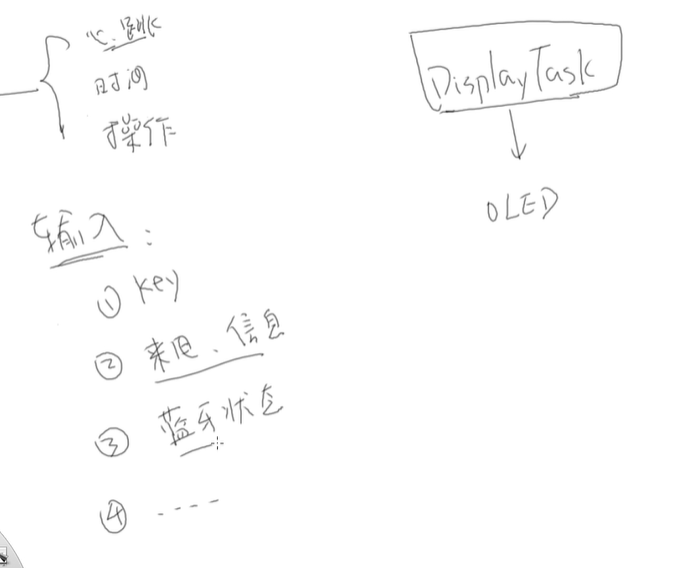 心跳
时间
操作
DisplayTask
OLED
输入:
① key
② 来电、信息
③ 蓝牙状态
④ ----